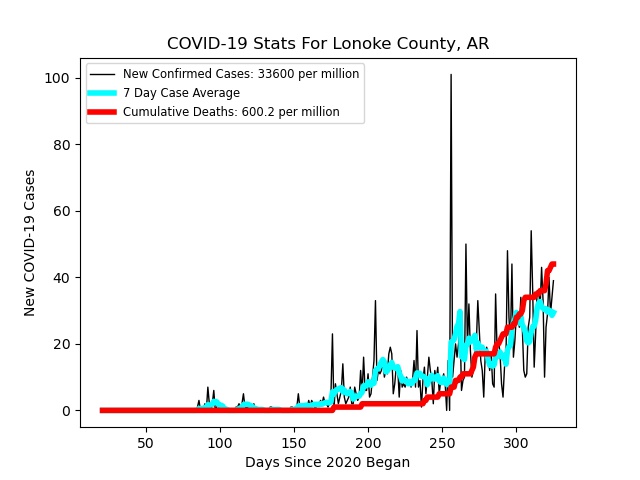 COVID-19 Stats For Lonoke County, AR
New Confirmed Cases: 33600 per million
7 Day Case Average
Cumulative Deaths: 600.2 per million
New COVID-19 Cases
100
80
60
40
20
0
50 100 150 200 250 300
Days Since 2020 Began